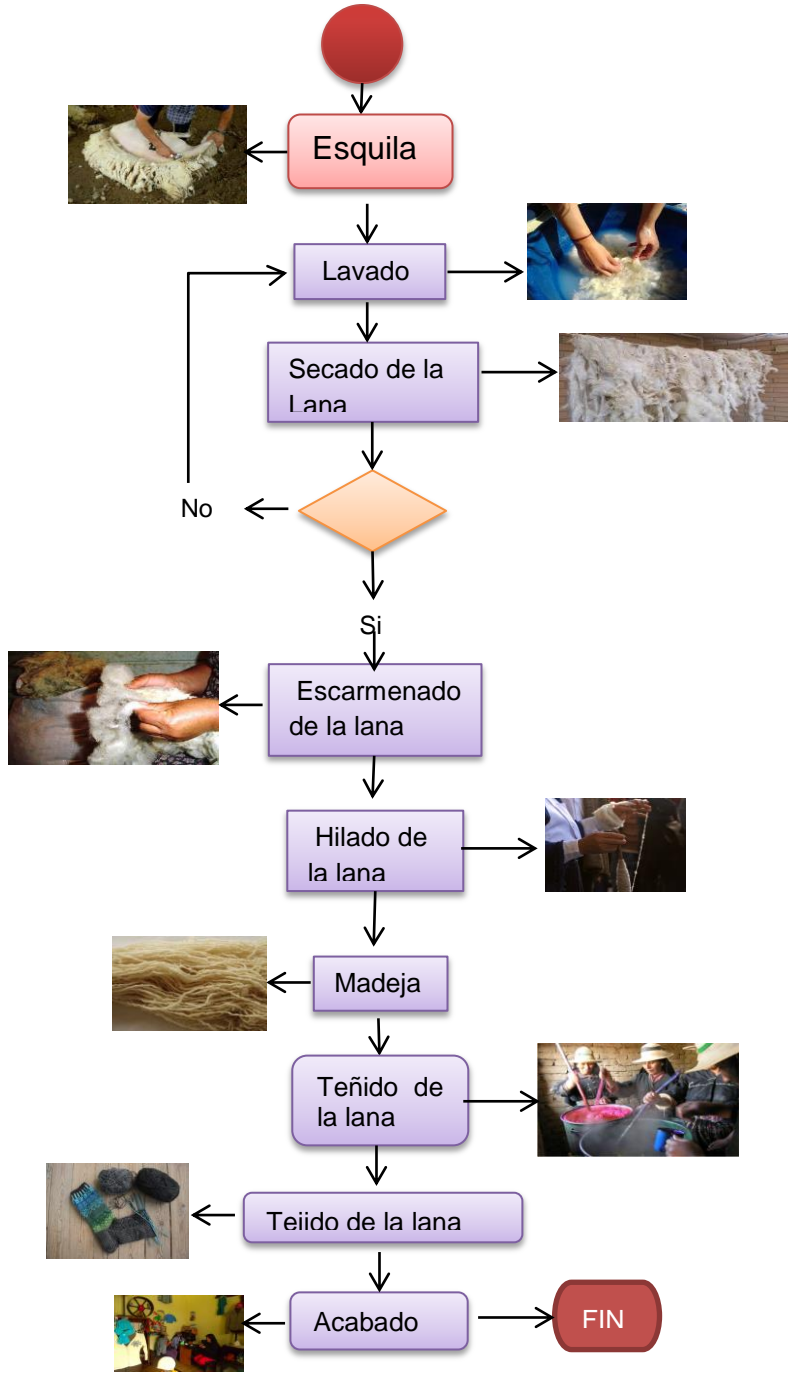 Esquila
Lavado
Secado de la
Lana
No
Si
Escarmenado
de la lana
Hilado de
la lana
Madeja
Teñido de
la lana
Tejido de la lana
Acabado
FIN